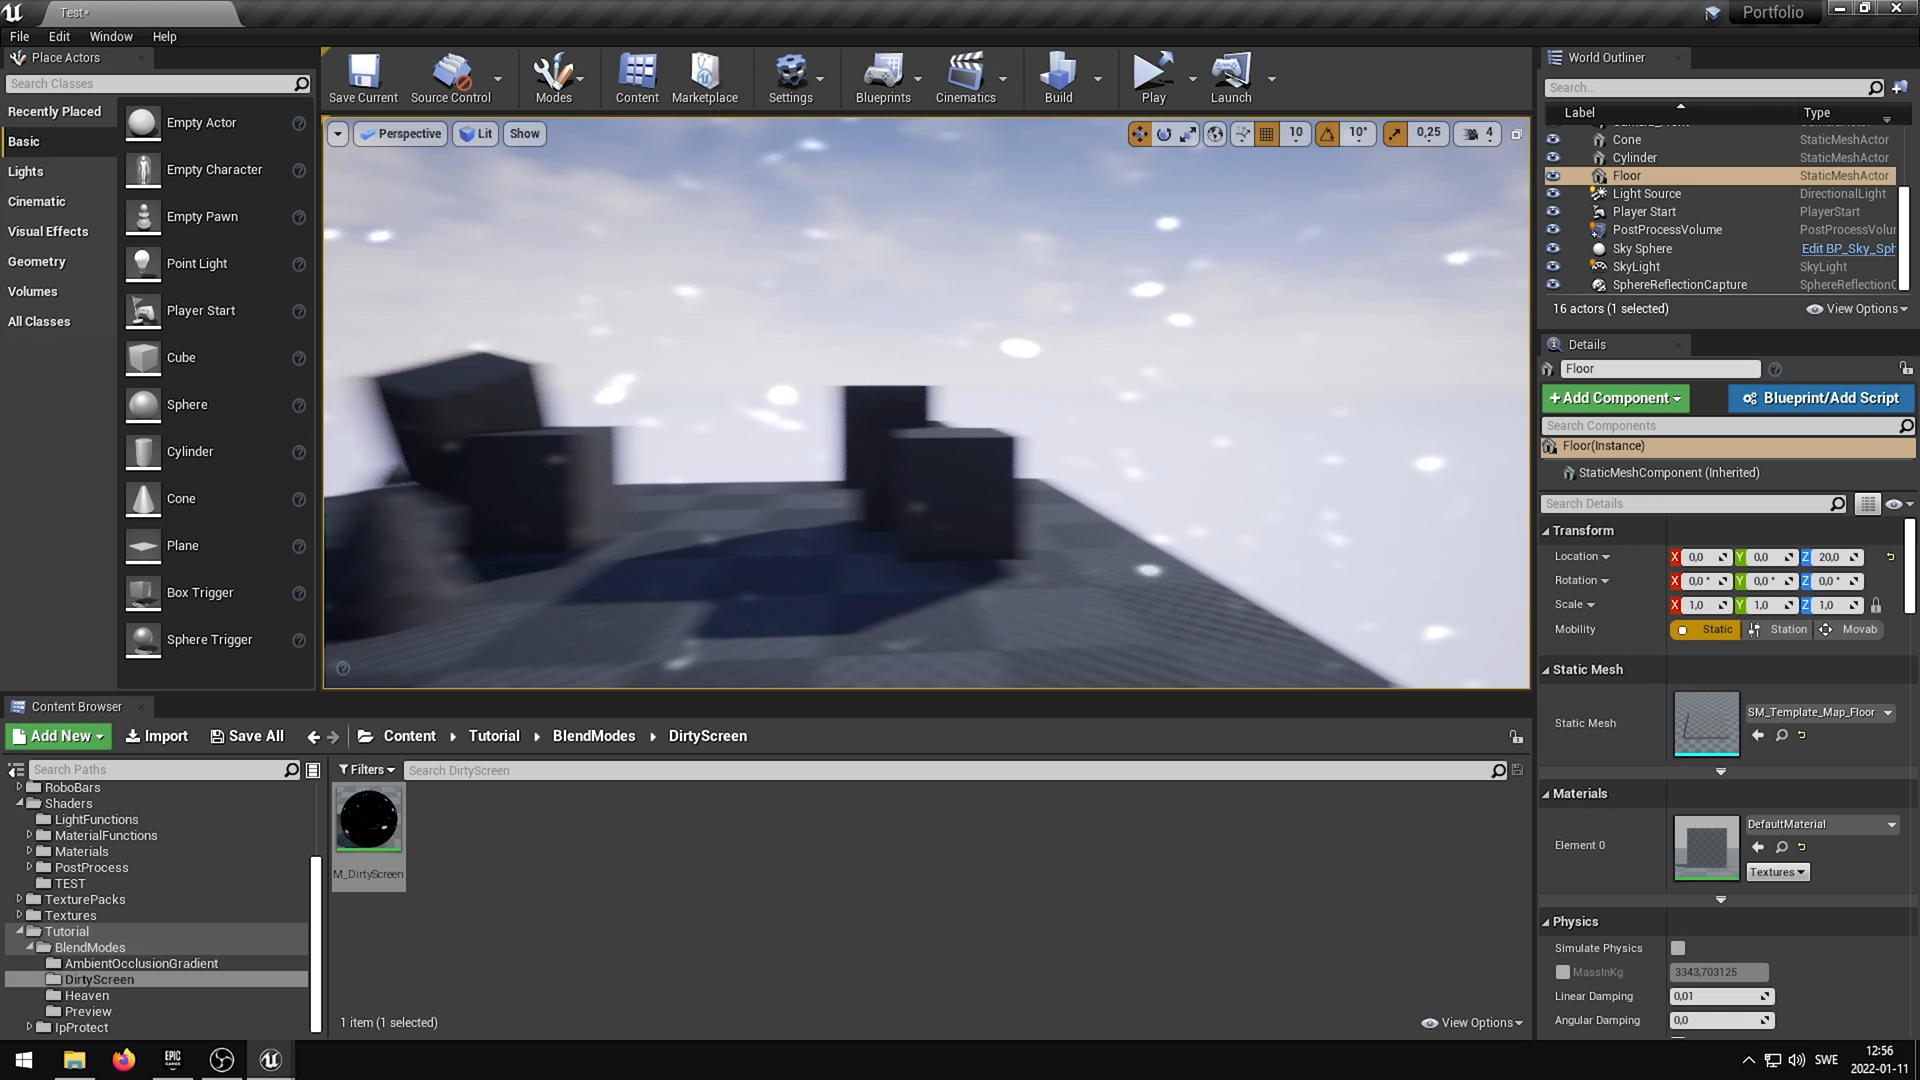 Test*
Portfolio
File Edit Window Help
Place Actors
Search Classes
Recently Placed
Basic
Lights
Cinematic
Visual Effects
Geometry
Volumes
All Classes
Empty Actor
Empty Character
Empty Pawn
Point Light
Player Start
Cube
Sphere
Cylinder
Cone
Plane
Box Trigger
Sphere Trigger
Save Current Source Control Modes Content Marketplace Settings Blueprints Cinematics Build Play Launch
Perspective Lit Show
10 10° 0,25 4
World Outliner
Search...
Label Type
Cone StaticMeshActor
Cylinder StaticMeshActor
Floor StaticMeshActor
Light Source DirectionalLight
Player Start PlayerStart
PostProcessVolume PostProcessVolur
Sky Sphere Edit BP_Sky_Sph
SkyLight SkyLight
SphereReflectionCapture SphereReflectionC
16 actors (1 selected) View Options
Details
Floor
+Add Component Blueprint/Add Script
Search Components
Floor(Instance)
StaticMeshComponent (Inherited)
Search Details
Transform
Location X 0,0 Y 0,0 Z 20,0
Rotation X 0,0 ° Y 0,0 ° Z 0,0 °
Scale X 1,0 Y 1,0 Z 1,0
Mobility Static Station Movab
Static Mesh
Static Mesh SM_Template_Map_Floor
Materials
Element 0 DefaultMaterial
Textures
Physics
Simulate Physics
MassInKg 3343,703125
Linear Damping 0,01
Angular Damping 0,0
Content Browser
Add New Import Save All Content Tutorial BlendModes DirtyScreen
Search Paths
Filters Search DirtyScreen
RoboBars
Shaders
LightFunctions
MaterialFunctions
Materials
PostProcess
TEST
TexturePacks
Textures
Tutorial
BlendModes
AmbientOcclusionGradient
DirtyScreen
Heaven
Preview
IpProtect
M_DirtyScreen
1 item (1 selected) View Options
EPIC GAMES
SWE
12:56
2022-01-11